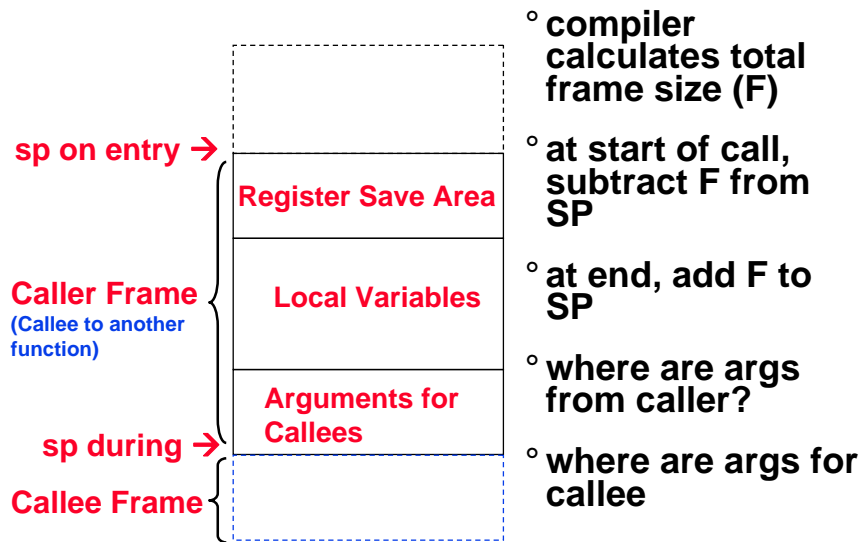 sp on entry →
Register Save Area
Caller Frame
(Callee to another
function)
Local Variables
Arguments for
Callees
sp during →
Callee Frame
° compiler
calculates total
frame size (F)
° at start of call,
subtract F from
SP
° at end, add F to
SP
° where are args
from caller?
° where are args for
callee